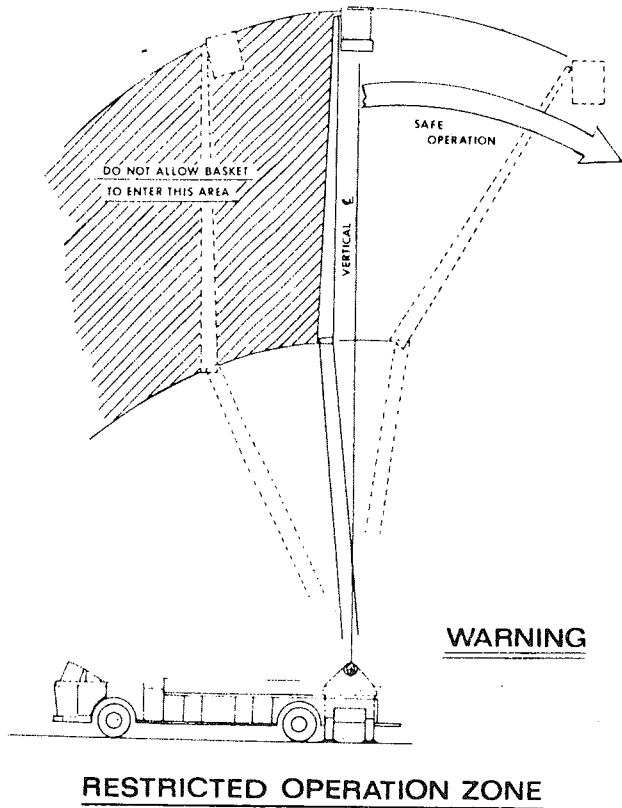 DO NOT ALLOW BASKET
TO ENTER THIS AREA
SAFE
OPERATION
VERTICAL ℄
WARNING
RESTRICTED OPERATION ZONE